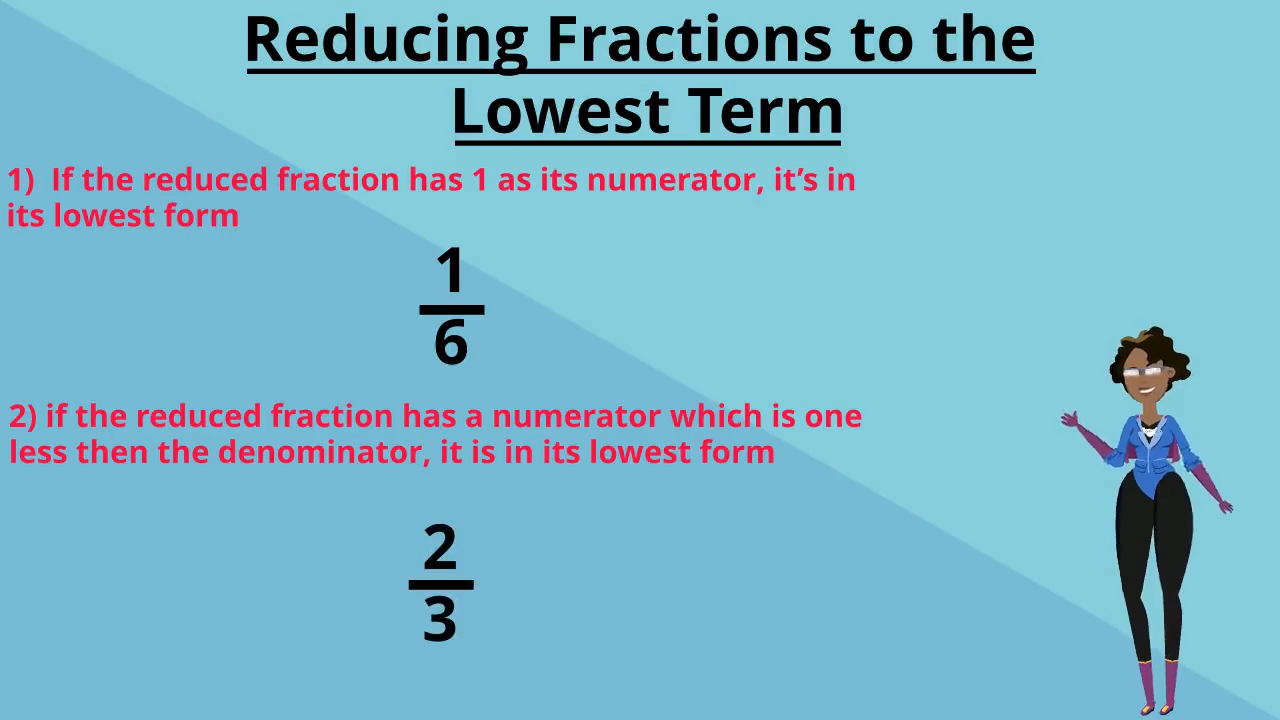 Reducing Fractions to the
Lowest Term
1)  If the reduced fraction has 1 as its numerator, it’s in
its lowest form
1
6
2) if the reduced fraction has a numerator which is one
less then the denominator, it is in its lowest form
2
3